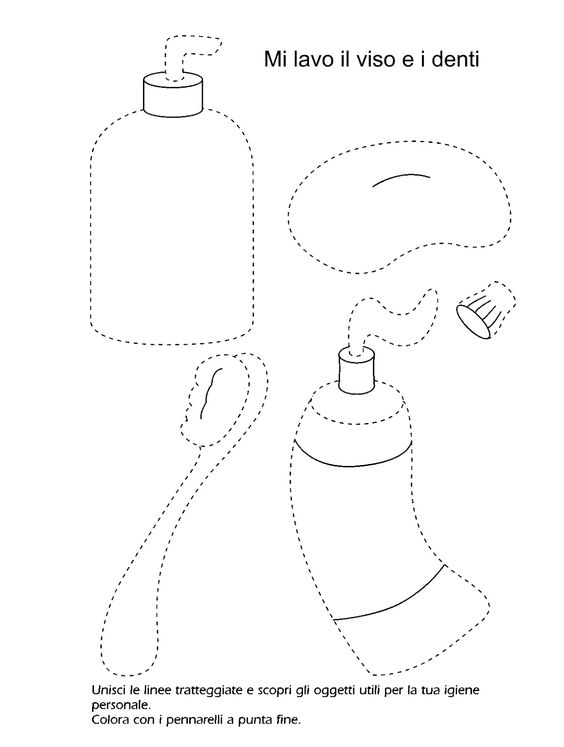 Mi lavo il viso e i denti
Unisci le linee tratteggiate e scopri gli oggetti utili per la tua igiene
personale.
Colora con i pennarelli a punta fine.